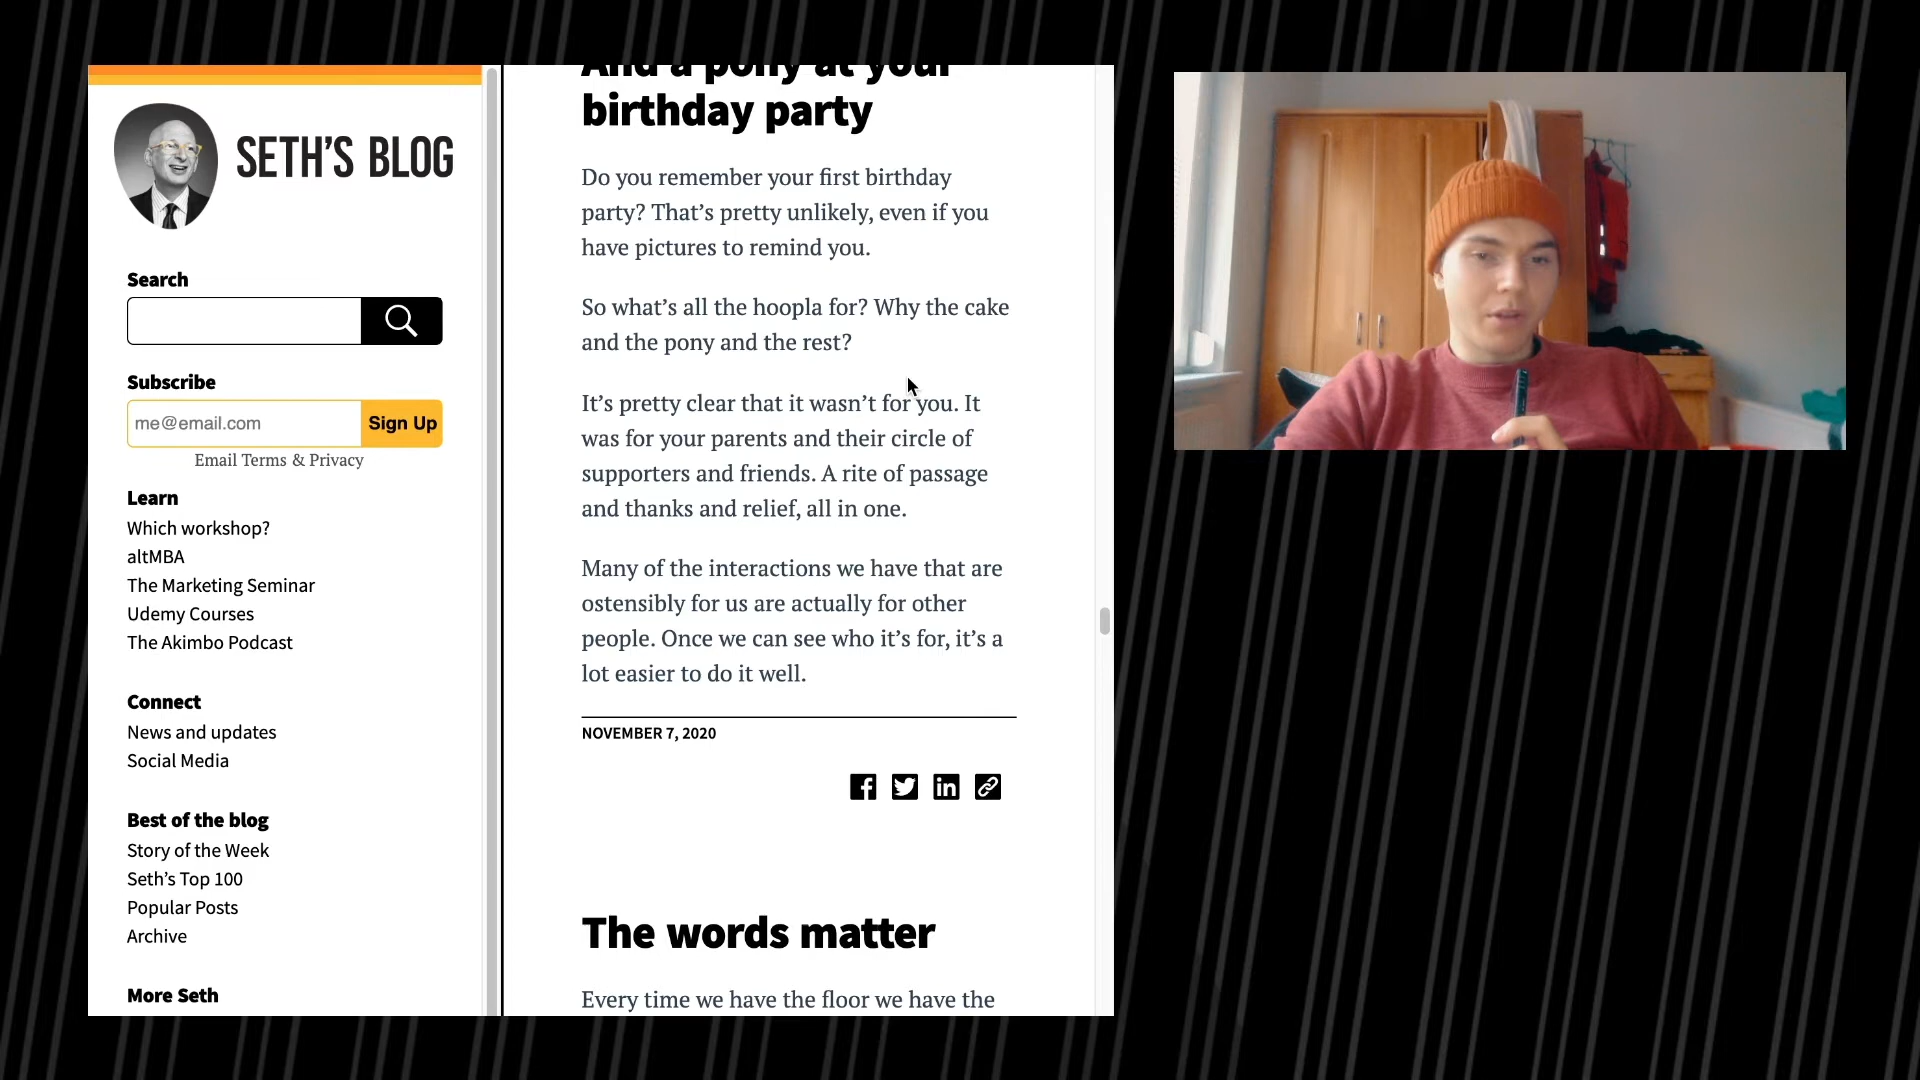 SETH'S BLOG
Search
Subscribe
me@email.com
Sign Up
Email Terms & Privacy
Learn
Which workshop?
altMBA
The Marketing Seminar
Udemy Courses
The Akimbo Podcast
Connect
News and updates
Social Media
Best of the blog
Story of the Week
Seth’s Top 100
Popular Posts
Archive
More Seth
And a pony at your
birthday party
Do you remember your first birthday
party? That’s pretty unlikely, even if you
have pictures to remind you.
So what’s all the hoopla for? Why the cake
and the pony and the rest?
It’s pretty clear that it wasn’t for you. It
was for your parents and their circle of
supporters and friends. A rite of passage
and thanks and relief, all in one.
Many of the interactions we have that are
ostensibly for us are actually for other
people. Once we can see who it’s for, it’s a
lot easier to do it well.
NOVEMBER 7, 2020
The words matter
Every time we have the floor we have the